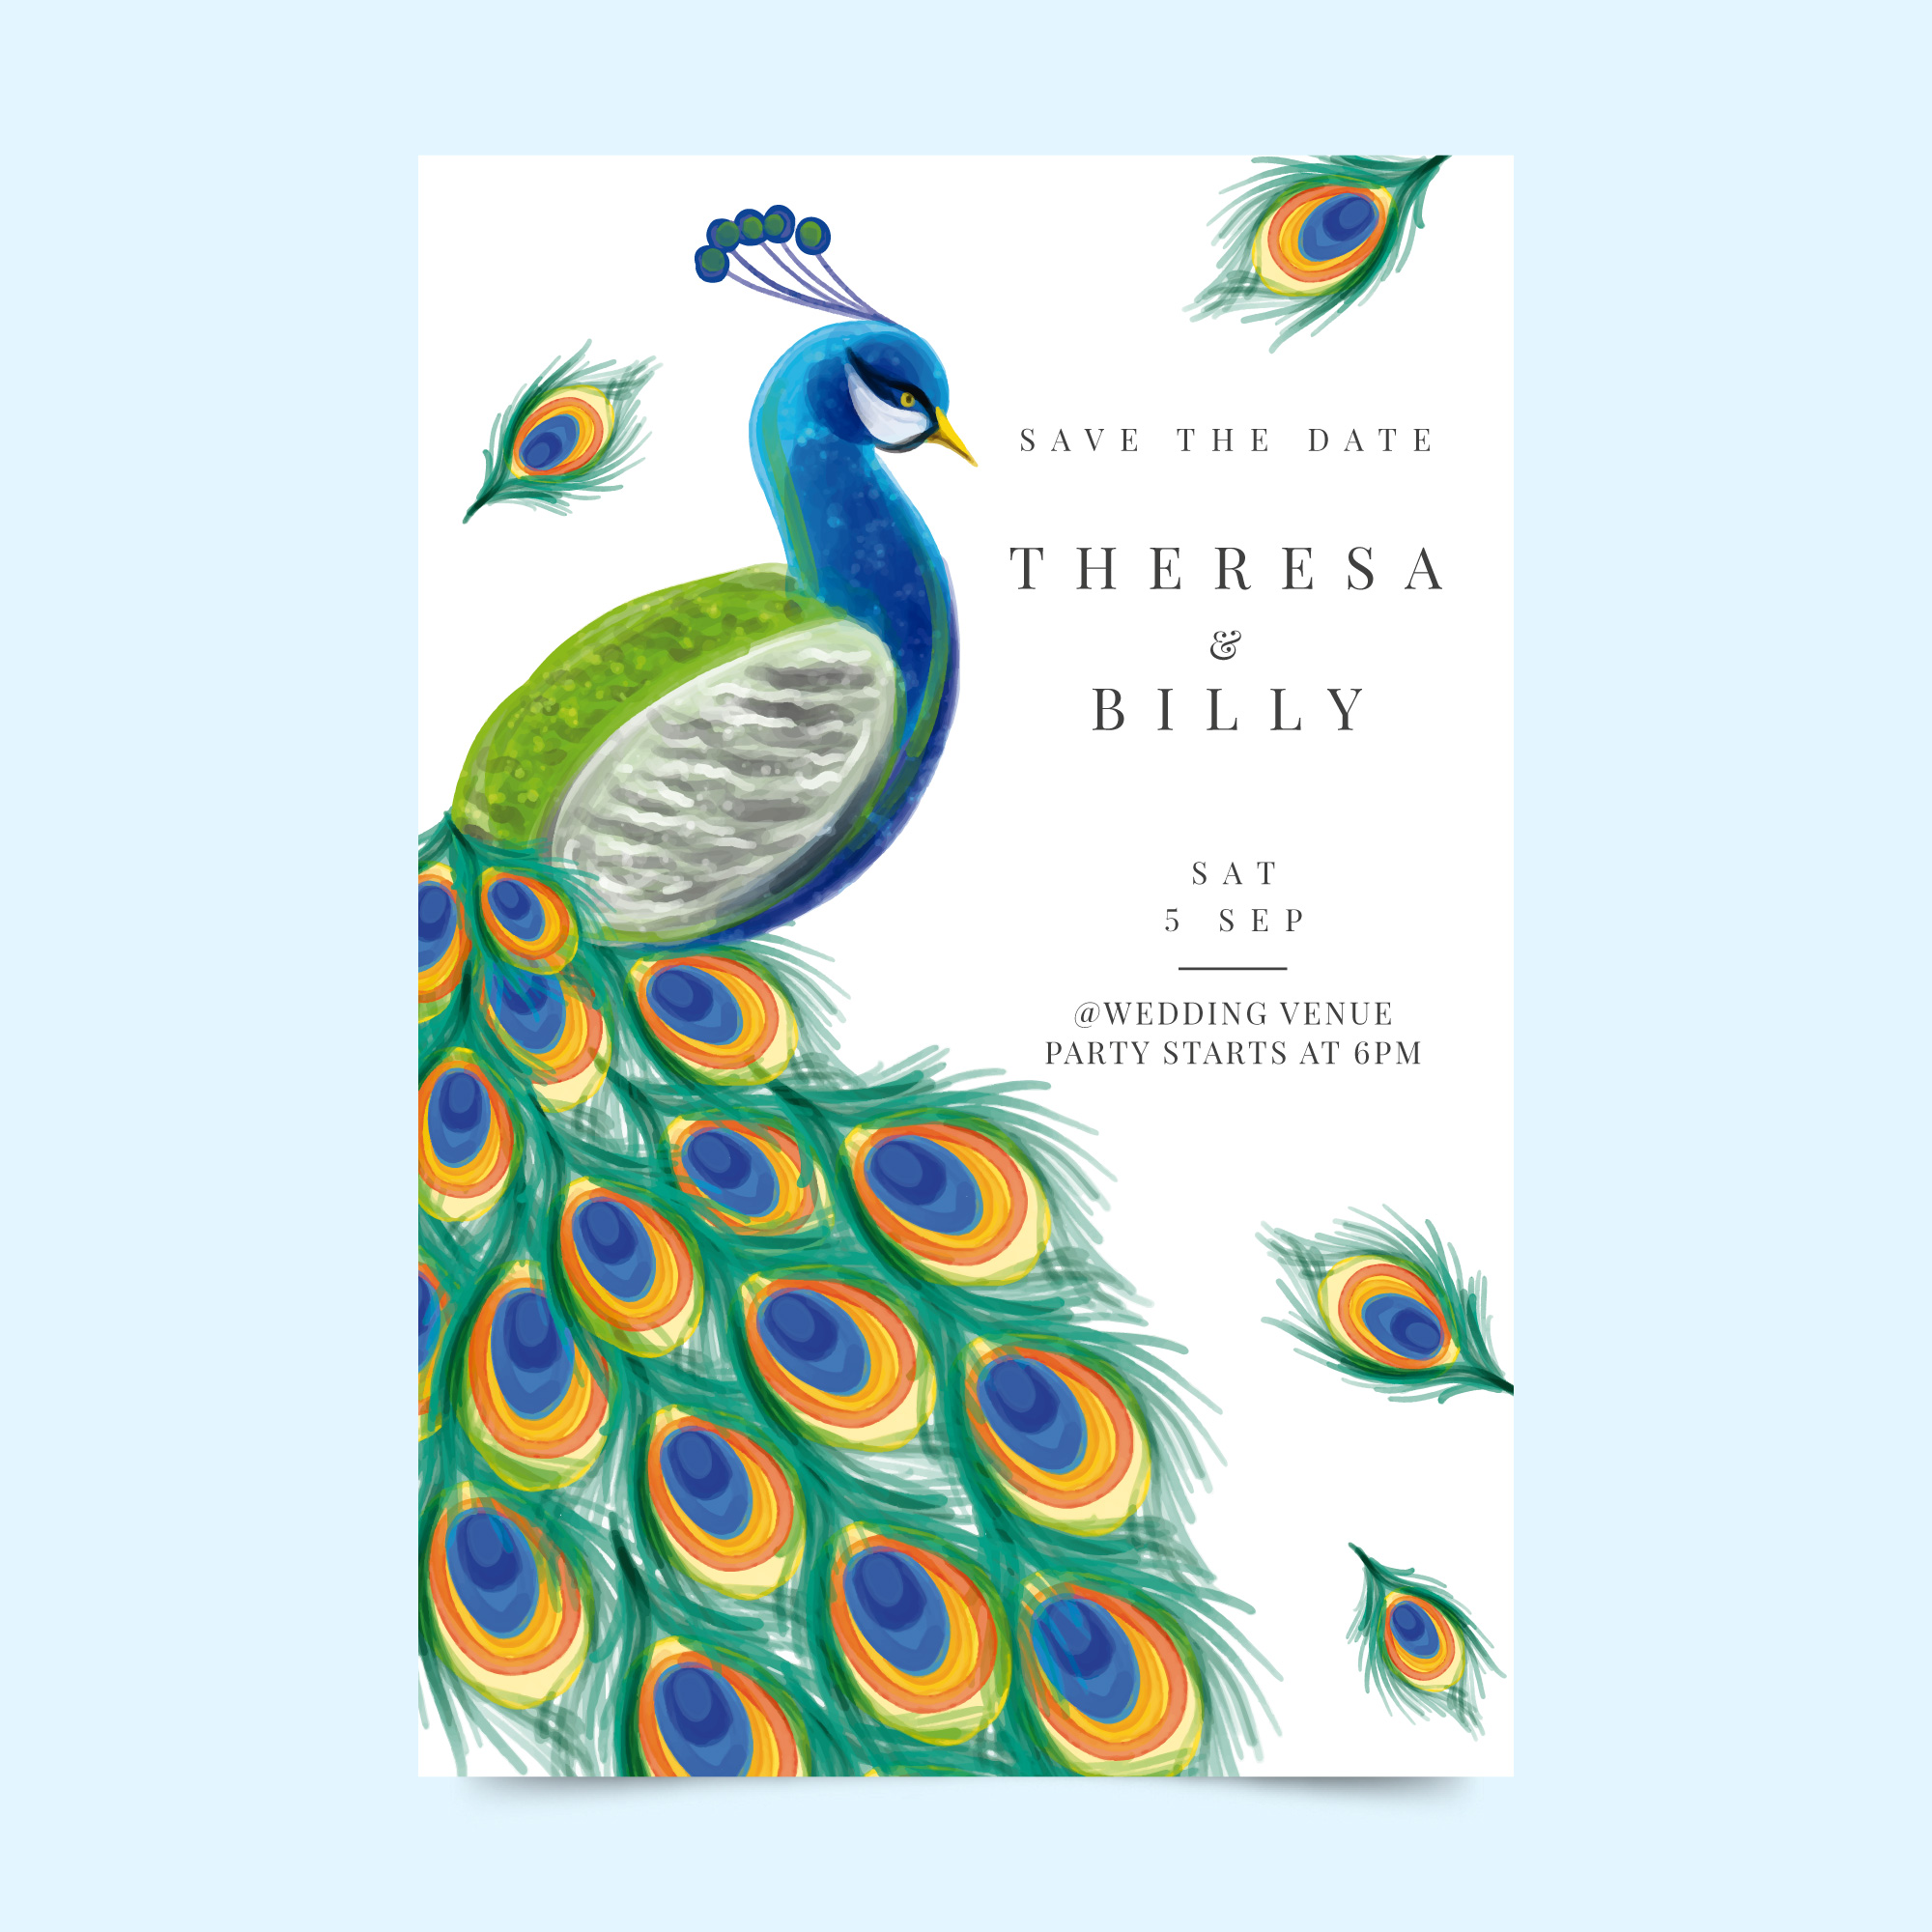 SAVE THE DATE
THERESA
&
BILLY
SAT
5 SEP
@WEDDING VENUE
PARTY STARTS AT 6PM